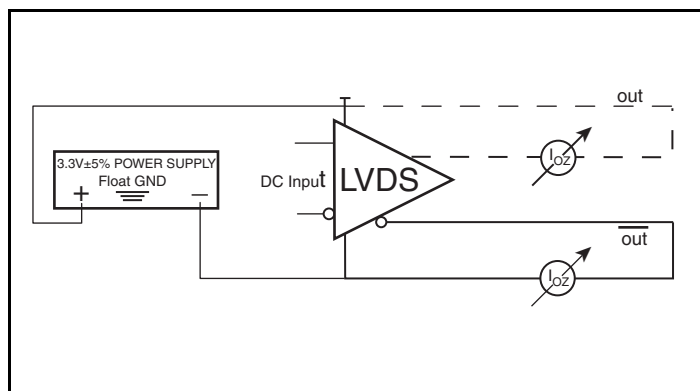 out
3.3V±5% POWER SUPPLY
Float GND
+ −
DC Input
LVDS
IOZ
out
IOZ